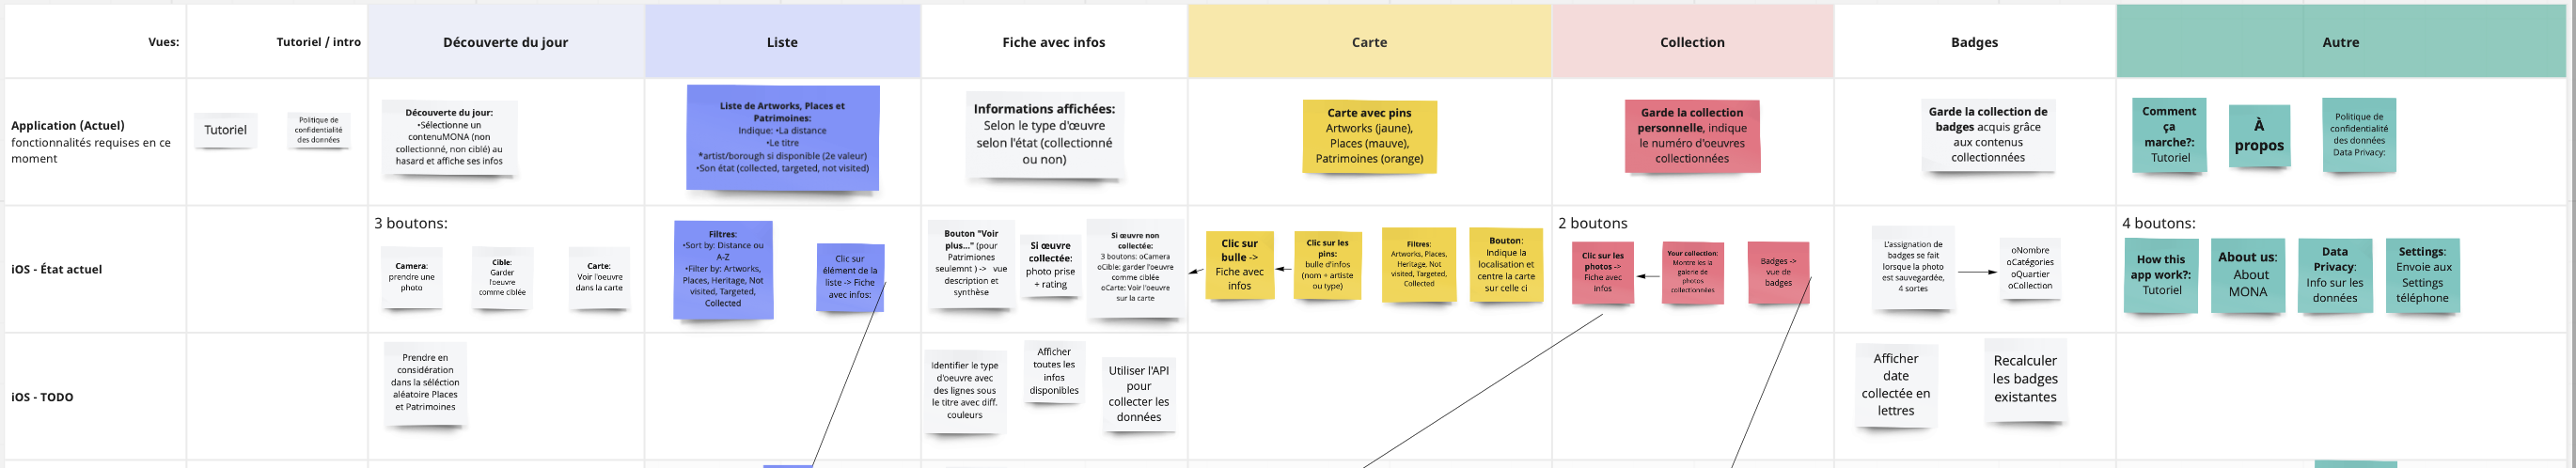 Vues:
Tutoriel / intro
Découverte du jour
Liste
Fiche avec infos
Carte
Collection
Badges
Autre
Application (Actuel)
fonctionnalités requises en ce
moment
Tutoriel
Politique de
confidentialité
des données
Découverte du jour:
•Sélectionne un
contenuMONA (non
collectionné, non ciblé) au
hasard et affiche ses infos
Liste de Artworks, Places et
Patrimoines:
Indique: •La distance
•Le titre
*artist/borough si disponible (2e valeur)
•Son état (collected, targeted, not visited)
Informations affichées:
Selon le type d'œuvre
selon l'état (collectionné
ou non)
Carte avec pins
Artworks (jaune),
Places (mauve),
Patrimoines (orange)
Garde la collection
personnelle, indique
le numéro d'oeuvres
collectionnées
Garde la collection de
badges acquis grâce
aux contenus
collectionnées
Comment
ça
marche?:
Tutoriel
À
propos
Politique de
confidentialité
des données
Data Privacy:
iOS - État actuel
3 boutons:
Camera:
prendre une
photo
Cible:
Garder
l'oeuvre
comme ciblée
Carte:
Voir l'oeuvre
dans la carte
Filtres:
•Sort by: Distance ou
A-Z
•Filter by: Artworks,
Places, Heritage, Not
visited, Targeted,
Collected
Clic sur
élément de la
liste -> Fiche
avec infos:
Bouton "Voir
plus..." (pour
Patrimiones
seulemnt ) -> vue
description et
synthèse
Si œuvre
collectée:
photo prise
+ rating
Si œuvre non
collectée:
3 boutons: oCamera
oCible: garder l'œuvre
comme ciblée
oCarte: Voir l'oeuvre
sur la carte
Clic sur
bulle ->
Fiche avec
infos
Clic sur les
pins:
bulle d'infos
(nom + artiste
ou type)
Filtres:
Artworks, Places,
Heritage, Not
visited, Targeted,
Collected
Bouton:
Indique la
localisation et
centre la carte
sur celle ci
2 boutons
Clic sur les
photos ->
Fiche avec
infos
Your collection:
Montre les la
galerie de
photos
collectionnées
Badges ->
vue de
badges
L'assignation de
badges se fait
lorsque la photo
est sauvegardée,
4 sortes
oNombre
oCatégories
oQuartier
oCollection
4 boutons:
How this
app work?:
Tutoriel
About us:
About
MONA
Data
Privacy:
Info sur les
données
Settings:
Envoie aux
Settings
téléphone
iOS - TODO
Prendre en
considération
dans la séléction
aléatoire Places
et Patrimoines
Identifier le type
d'oeuvre avec
des lignes sous
le titre avec diff.
couleurs
Afficher
toutes les
infos
disponibles
Utiliser l'API
pour
collecter les
données
Afficher
date
collectée en
lettres
Recalculer
les badges
existantes